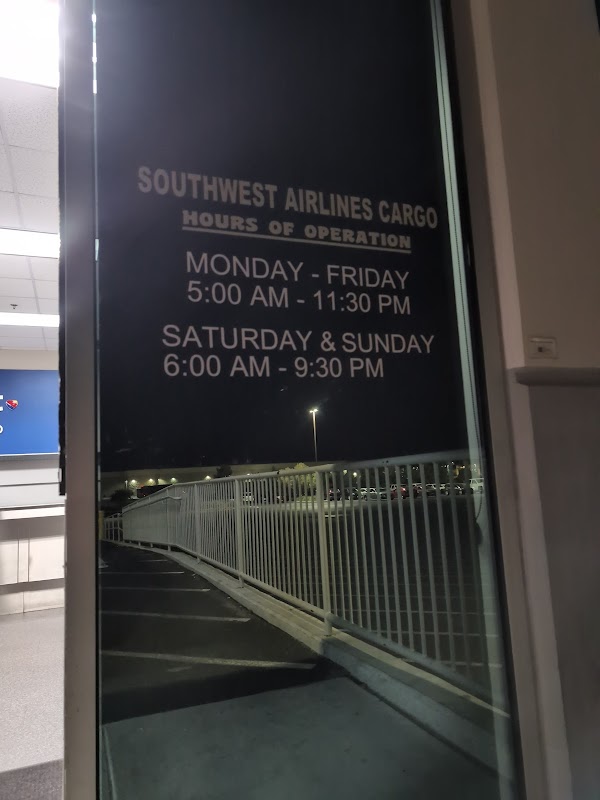 SOUTHWEST AIRLINES CARGO
HOURS OF OPERATION
MONDAY - FRIDAY
5:00 AM - 11:30 PM
SATURDAY & SUNDAY
6:00 AM - 9:30 PM